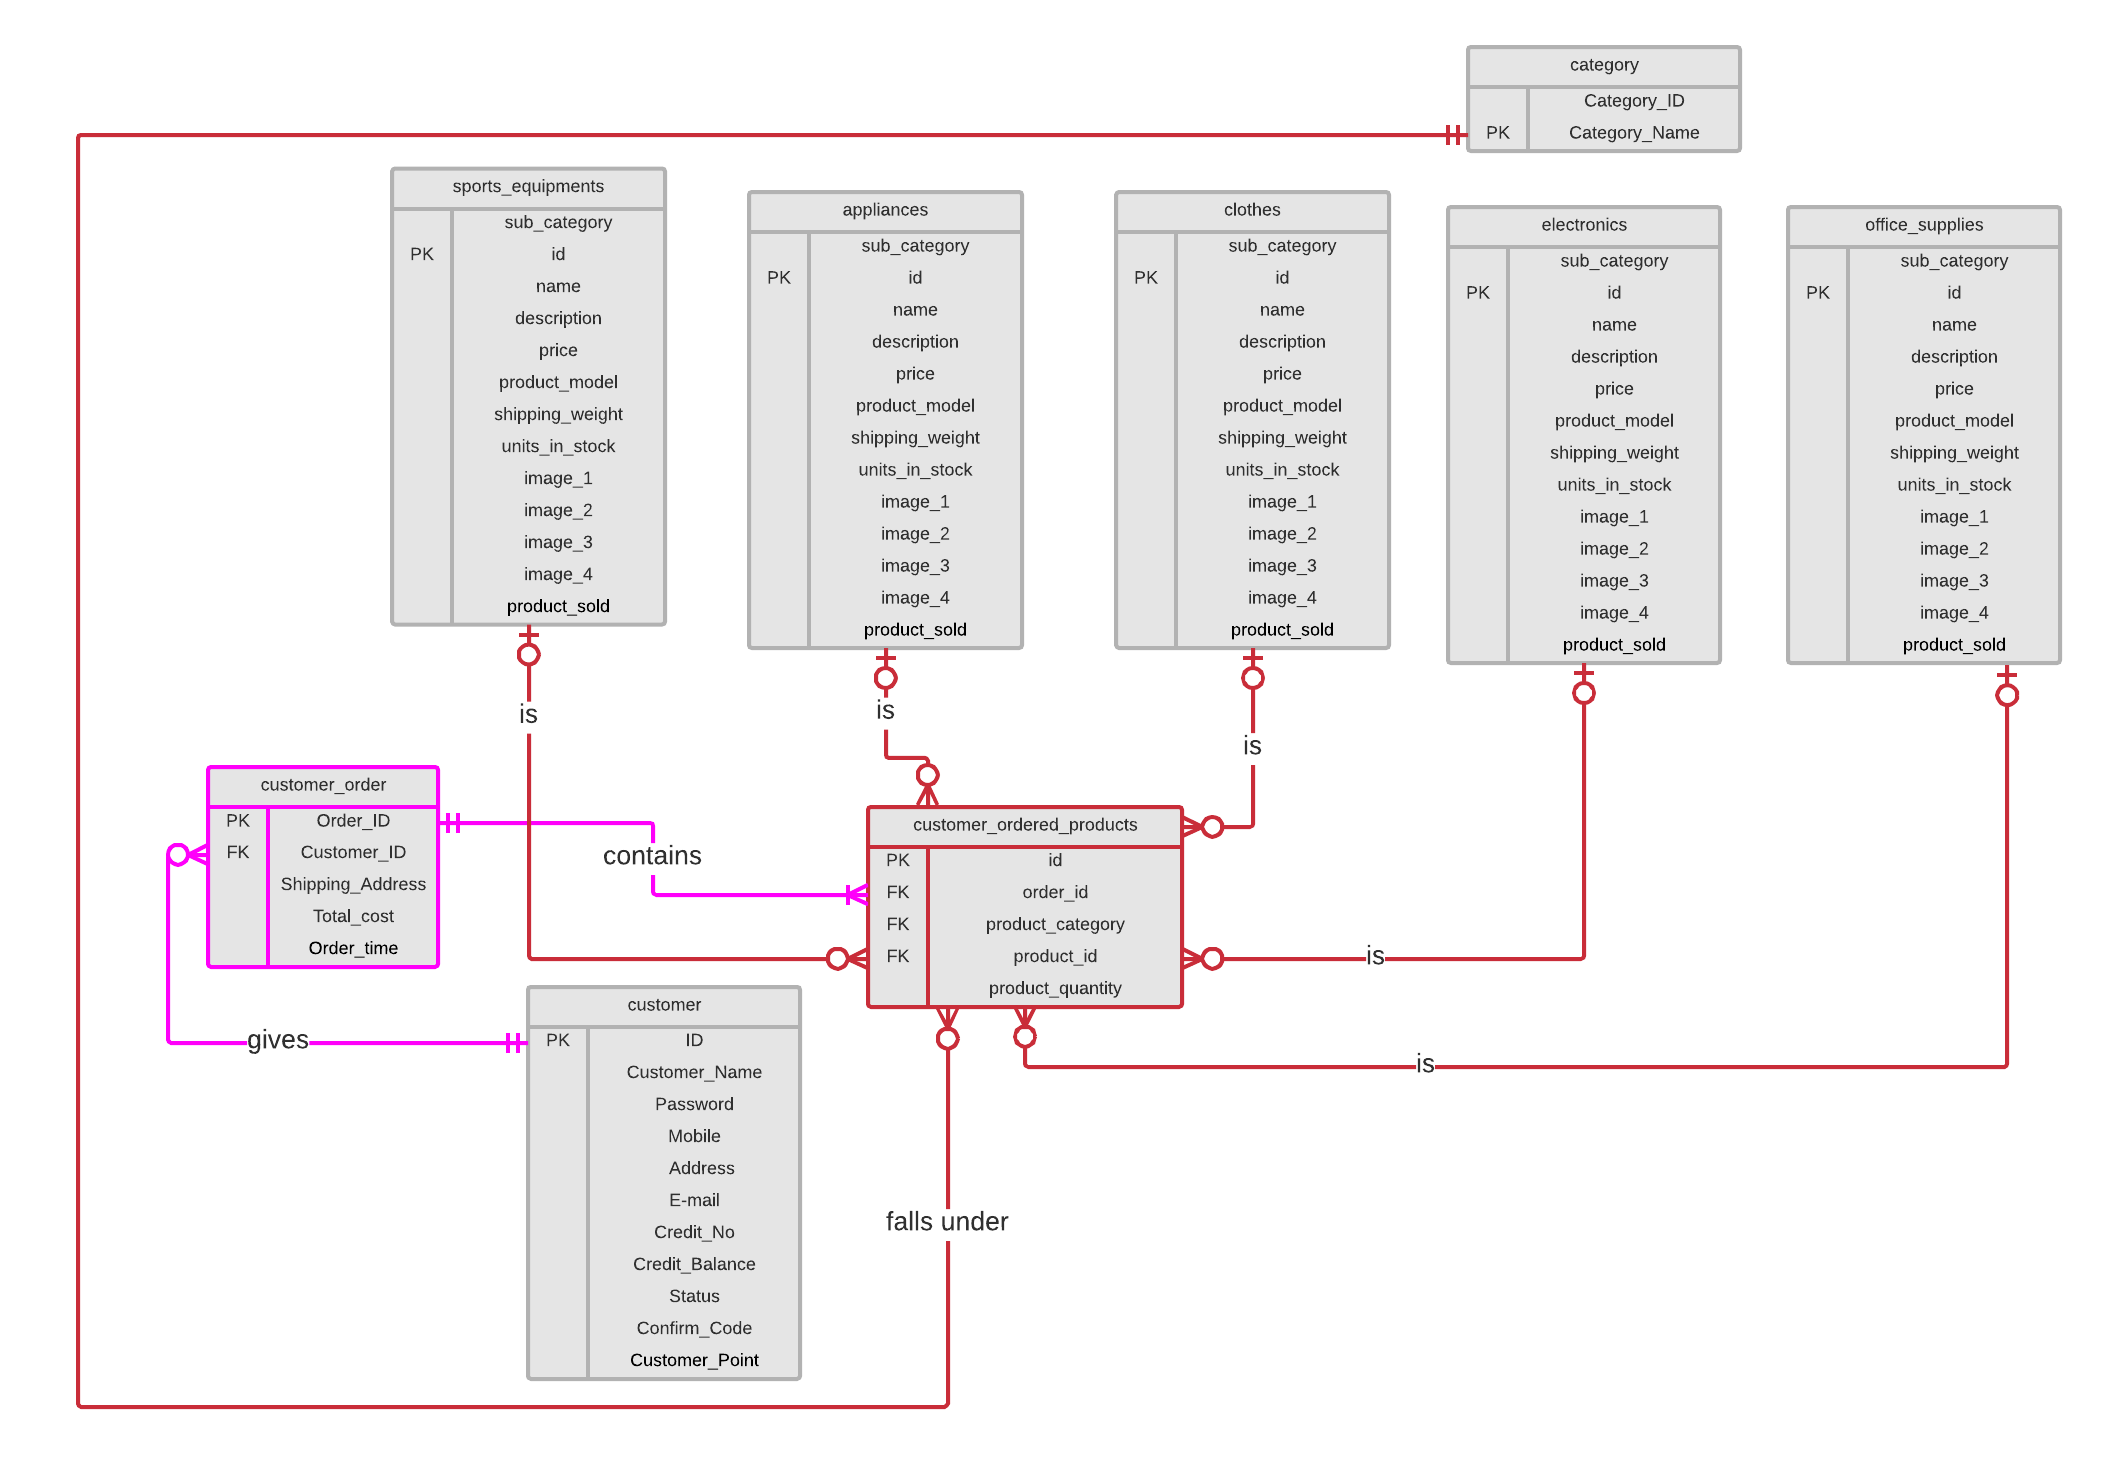 category
Category_ID
PK Category_Name
sports_equipments
sub_category
PK id
name
description
price
product_model
shipping_weight
units_in_stock
image_1
image_2
image_3
image_4
product_sold
appliances
sub_category
PK id
name
description
price
product_model
shipping_weight
units_in_stock
image_1
image_2
image_3
image_4
product_sold
clothes
sub_category
PK id
name
description
price
product_model
shipping_weight
units_in_stock
image_1
image_2
image_3
image_4
product_sold
electronics
sub_category
PK id
name
description
price
product_model
shipping_weight
units_in_stock
image_1
image_2
image_3
image_4
product_sold
office_supplies
sub_category
PK id
name
description
price
product_model
shipping_weight
units_in_stock
image_1
image_2
image_3
image_4
product_sold
is
is
is
customer_order
PK Order_ID
FK Customer_ID
Shipping_Address
Total_cost
Order_time
contains
customer_ordered_products
PK id
FK order_id
FK product_category
FK product_id
product_quantity
is
gives
customer
PK ID
Customer_Name
Password
Mobile
Address
E-mail
Credit_No
Credit_Balance
Status
Confirm_Code
Customer_Point
is
falls under